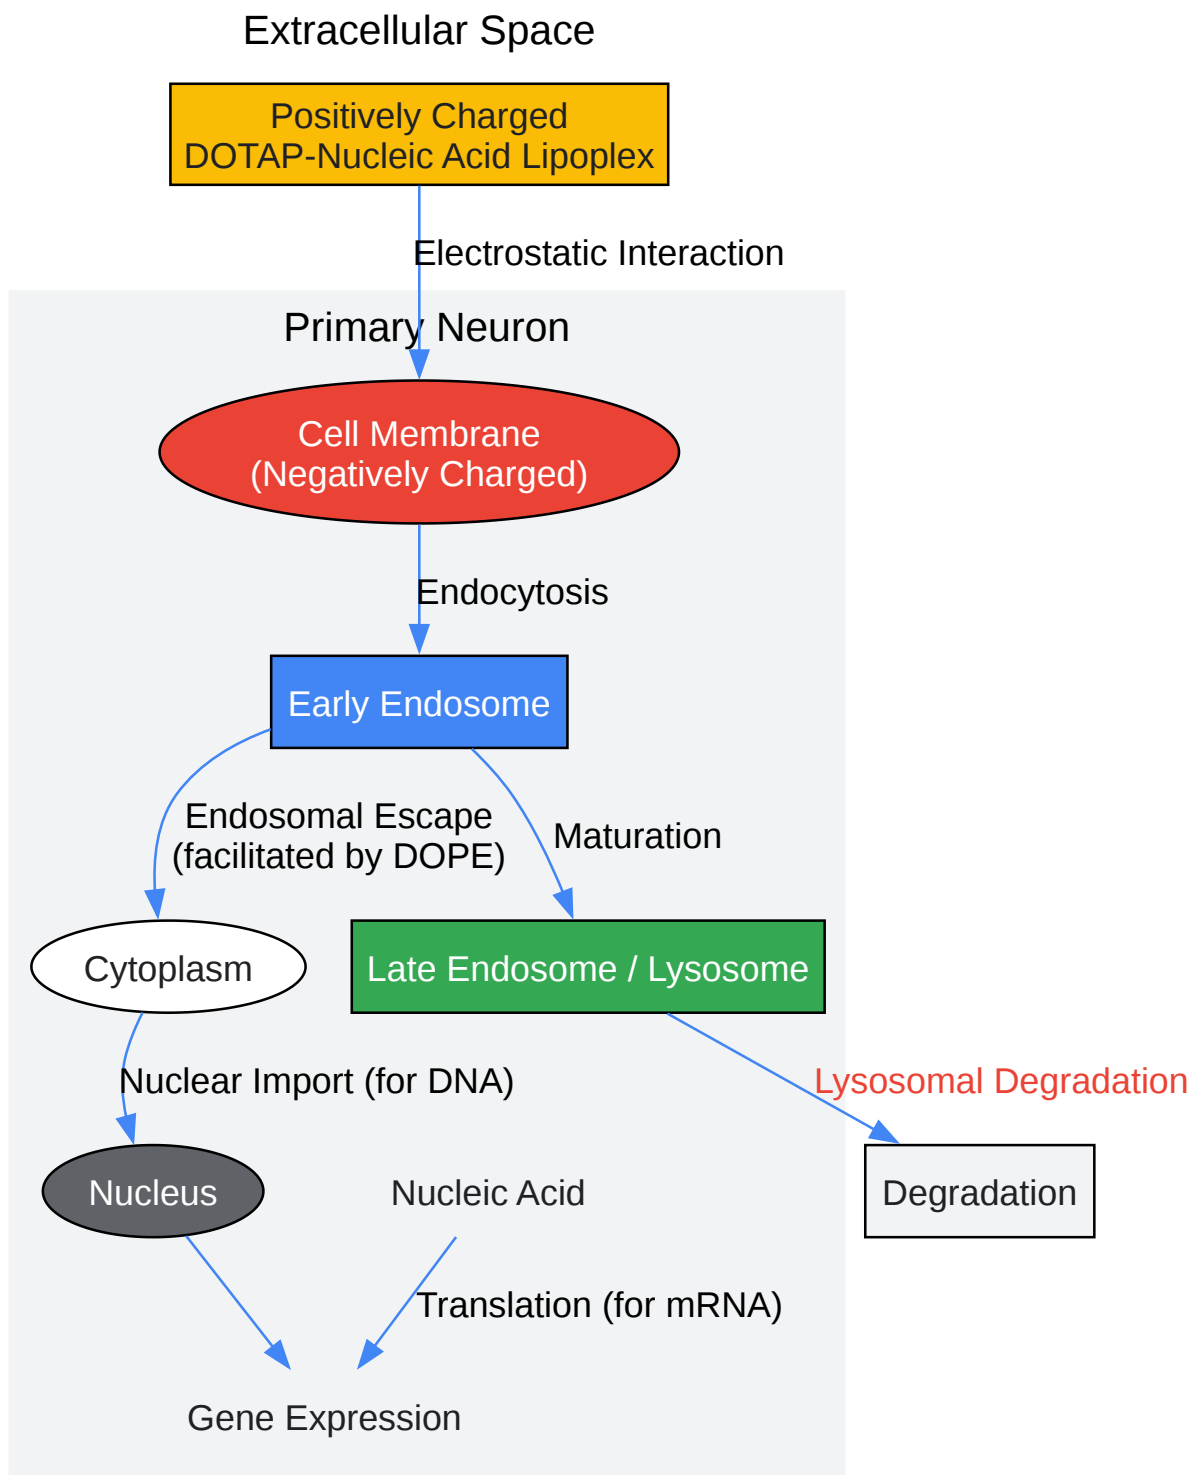 Extracellular Space
Positively Charged
DOTAP-Nucleic Acid Lipoplex
Electrostatic Interaction
Primary Neuron
Cell Membrane
(Negatively Charged)
Endocytosis
Early Endosome
Endosomal Escape
(facilitated by DOPE)
Maturation
Cytoplasm
Late Endosome / Lysosome
Nuclear Import (for DNA)
Lysosomal Degradation
Nucleus
Nucleic Acid
Degradation
Translation (for mRNA)
Gene Expression